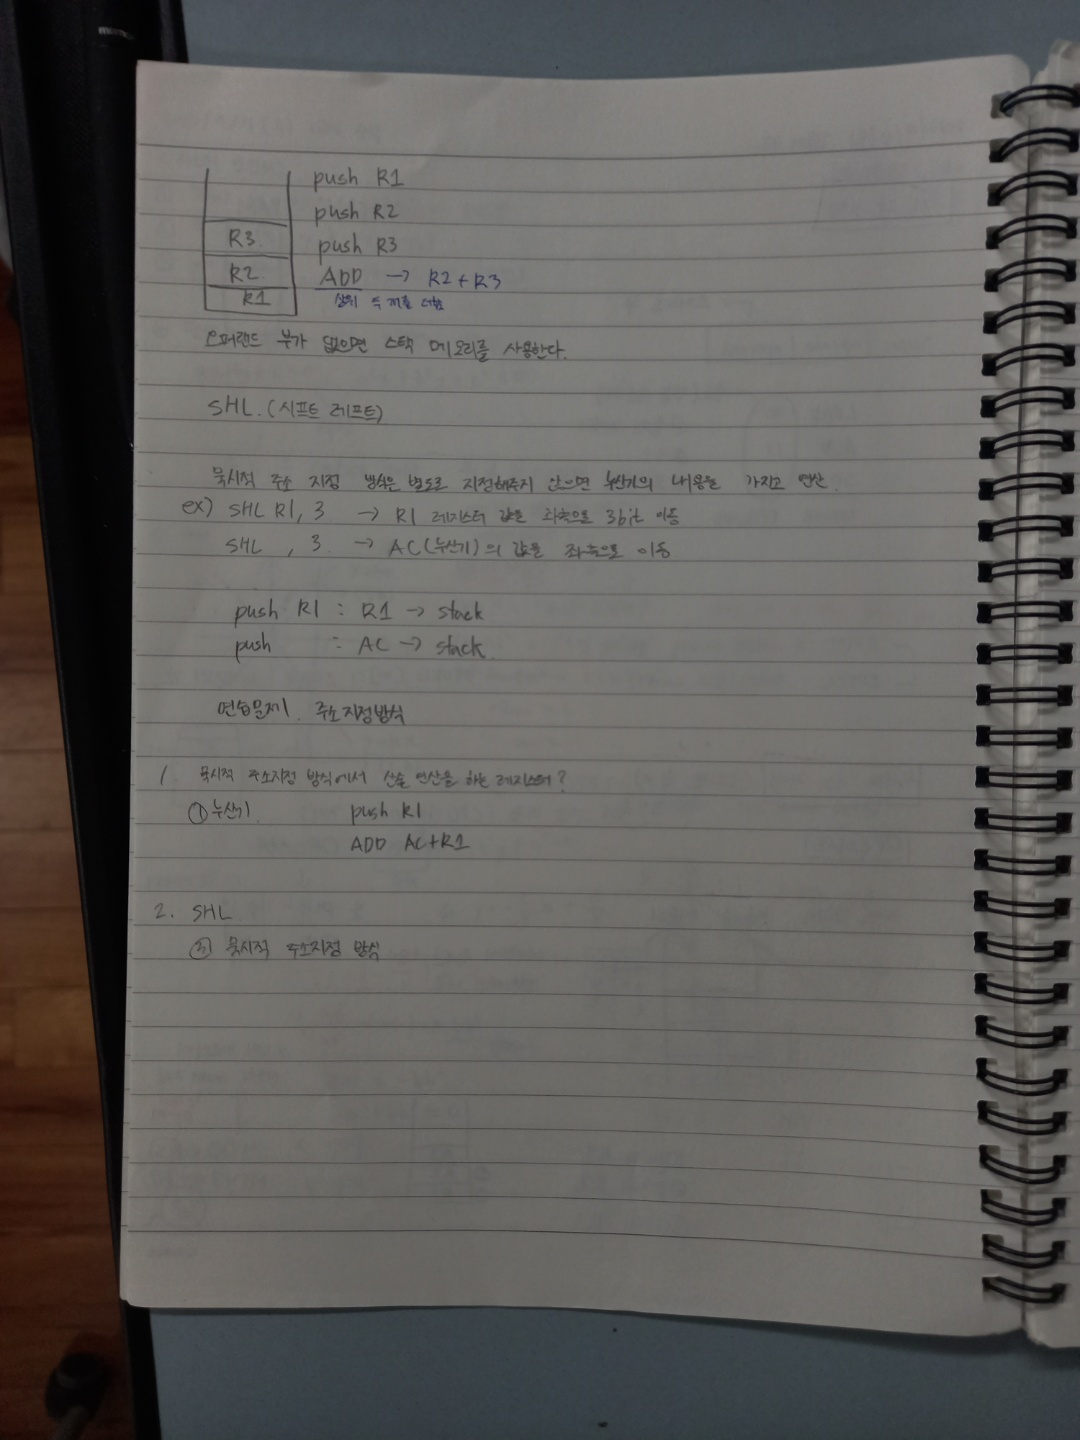 push R1
push R2
R3 push R3
R2 ADD → R2 + R3
R1 상위 두 개를 더함
오퍼랜드 부가 없으면 스택 메모리를 사용한다.
SHL. (시프트 레프트)
묵시적 주소 지정 방식은 별도로 지정해주지 않으면 누산기의 내용을 가지고 연산.
ex) SHL R1, 3 → R1 레지스터 값을 좌측으로 3bit 이동
SHL , 3. → AC(누산기)의 값을 좌측으로 이동
push R1 : R1 → stack
push : AC → stack
연습문제1. 주소지정방식
1. 묵시적 주소지정 방식에서 산술 연산을 하는 레지스터?
① 누산기 push R1
ADD AC+R1
2. SHL
묵시적 주소지정 방식